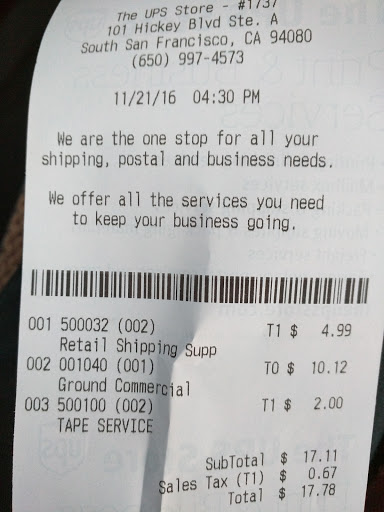 The UPS Store - #1737
101 Hickey Blvd Ste. A
South San Francisco, CA 94080
(650) 997-4573
11/21/16 04:30 PM
We are the one stop for all your
shipping, postal and business needs.
We offer all the services you need
to keep your business going.
001 500032 (002) T1 $ 4.99
Retail Shipping Supp
002 001040 (001) T0 $ 10.12
Ground Commercial
003 500100 (002) T1 $ 2.00
TAPE SERVICE
SubTotal $ 17.11
Sales Tax (T1) $ 0.67
Total $ 17.78